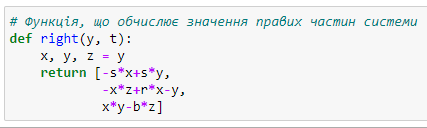 # Функція, що обчислює значення правих частин системи
def right(y, t):
    x, y, z = y
    return [-s*x+s*y,
            -x*z+r*x-y,
            x*y-b*z]